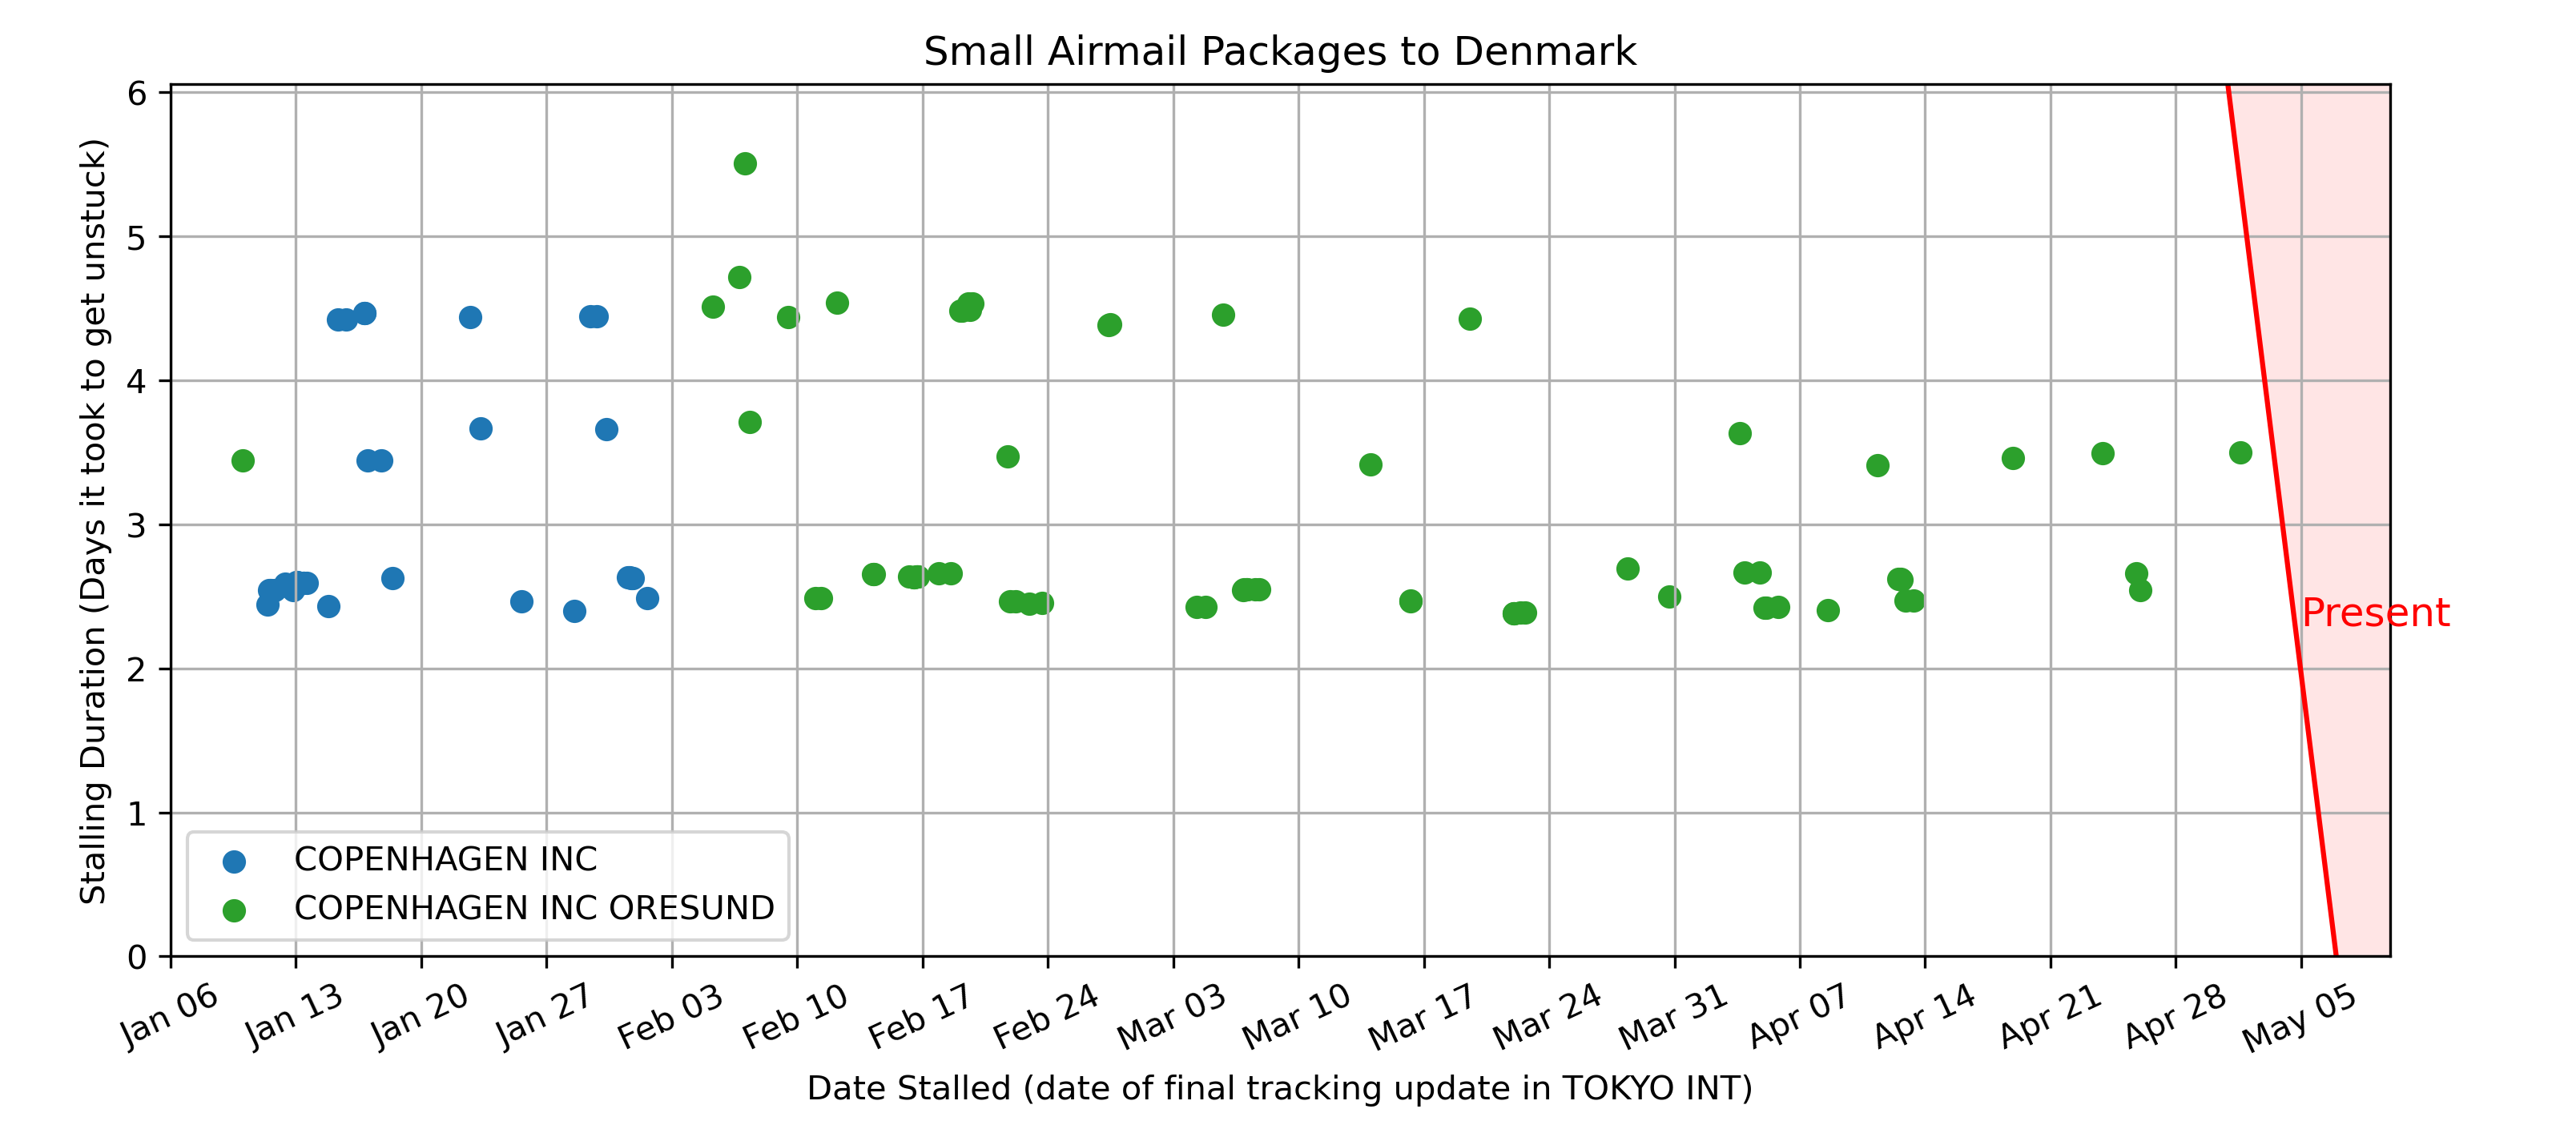 Small Airmail Packages to Denmark
Stalling Duration (Days it took to get unstuck)
6
5
4
3
2
1
0
Present
COPENHAGEN INC
COPENHAGEN INC ORESUND
Jan 06
Jan 13
Jan 20
Jan 27
Feb 03
Feb 10
Feb 17
Feb 24
Mar 03
Mar 10
Mar 17
Mar 24
Mar 31
Apr 07
Apr 14
Apr 21
Apr 28
May 05
Date Stalled (date of final tracking update in TOKYO INT)